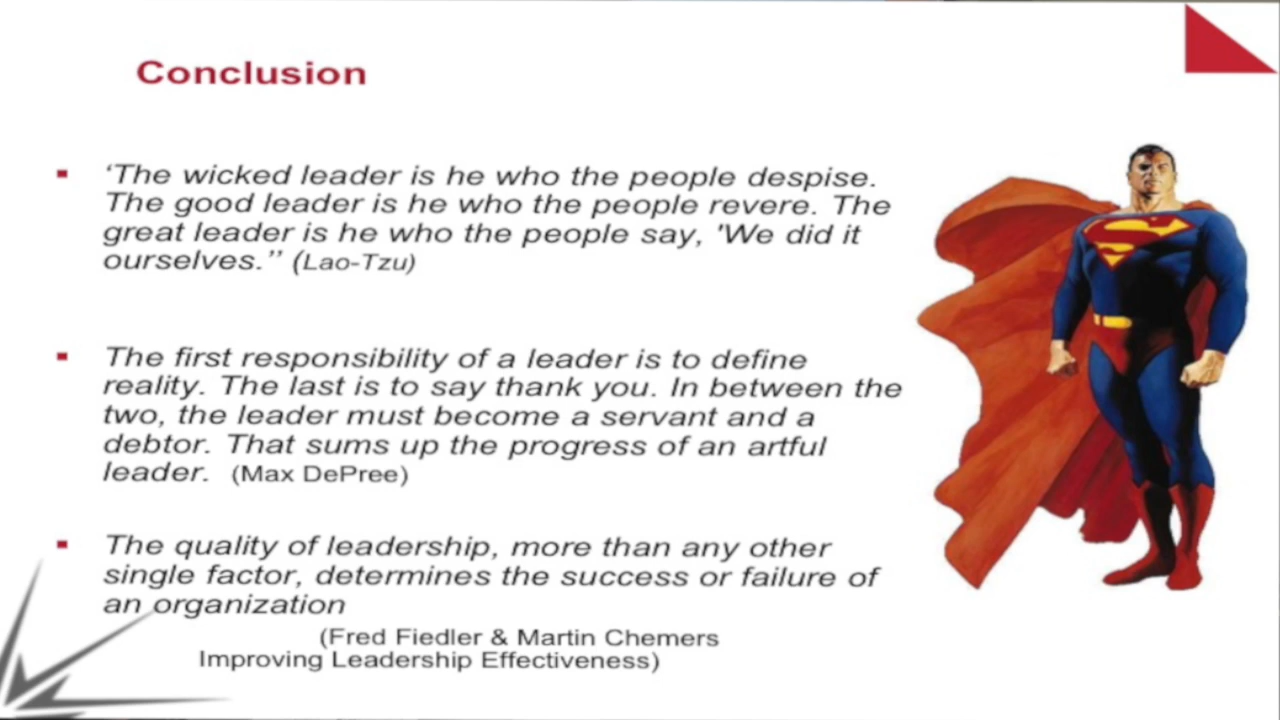 Conclusion
‘The wicked leader is he who the people despise.
The good leader is he who the people revere. The
great leader is he who the people say, 'We did it
ourselves.’’ (Lao-Tzu)
The first responsibility of a leader is to define
reality. The last is to say thank you. In between the
two, the leader must become a servant and a
debtor. That sums up the progress of an artful
leader. (Max DePree)
The quality of leadership, more than any other
single factor, determines the success or failure of
an organization
(Fred Fiedler & Martin Chemers
Improving Leadership Effectiveness)